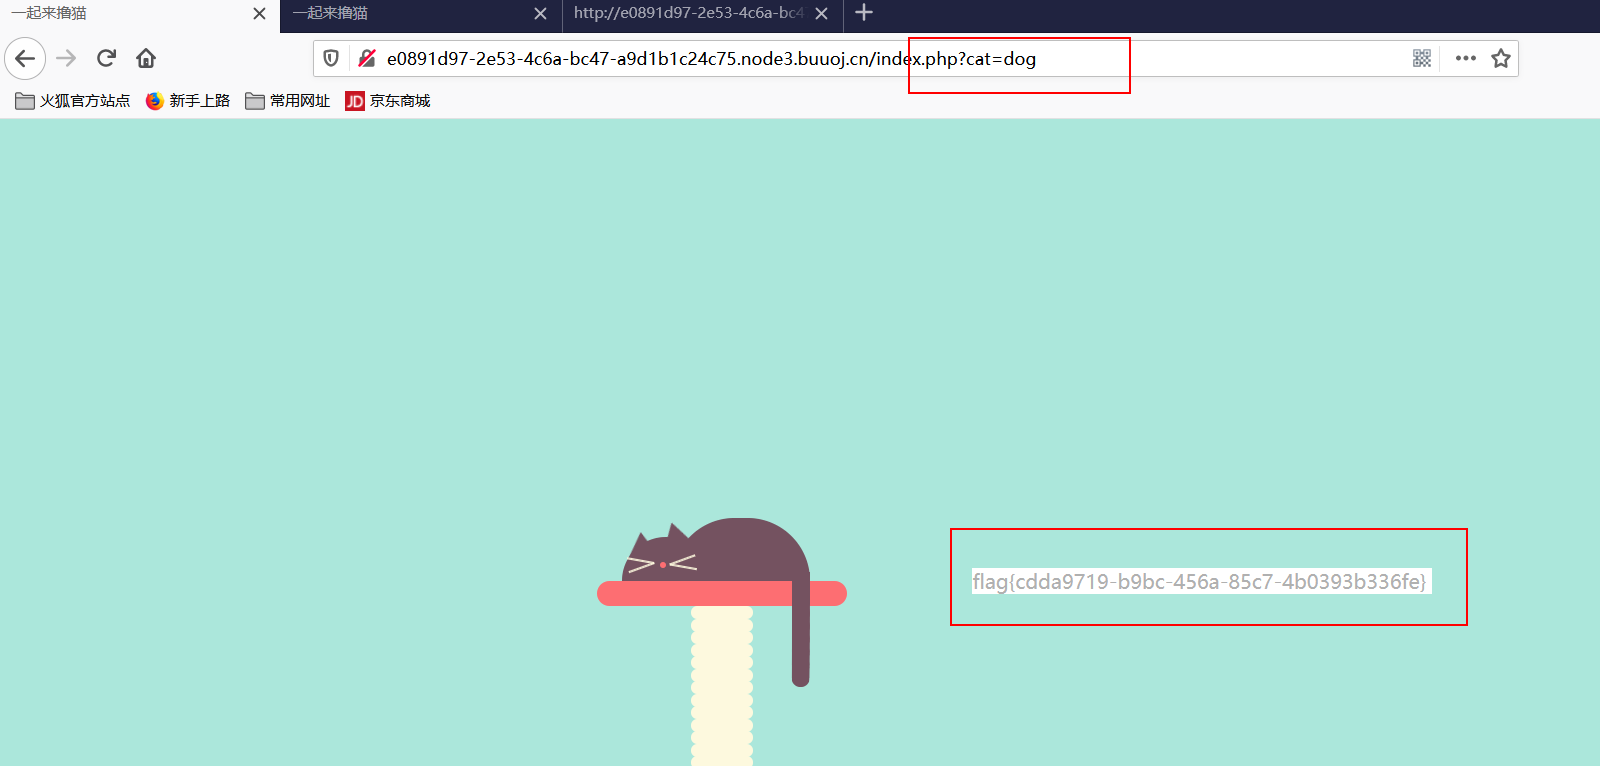 一起来撸猫
一起来撸猫
http://e0891d97-2e53-4c6a-bc4
e0891d97-2e53-4c6a-bc47-a9d1b1c24c75.node3.buuoj.cn/index.php?cat=dog
火狐官方站点 新手上路 常用网址 JD 京东商城
flag{cdda9719-b9bc-456a-85c7-4b0393b336fe}